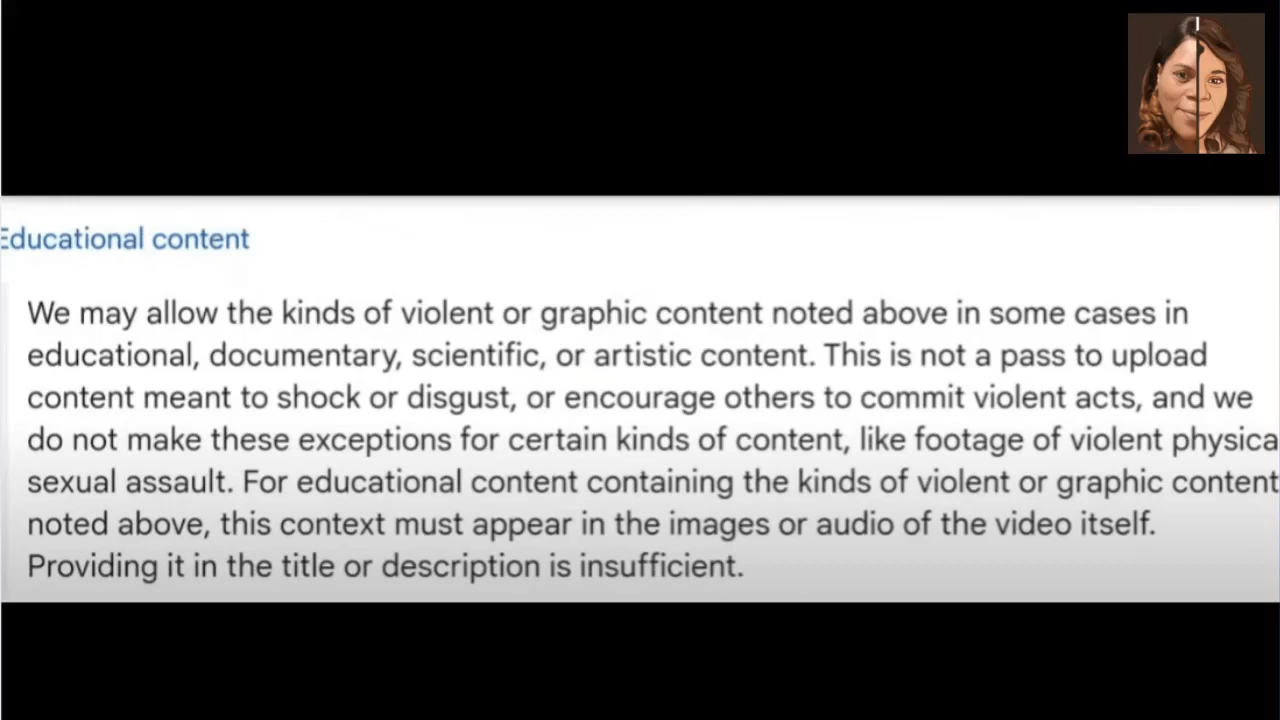 Educational content
We may allow the kinds of violent or graphic content noted above in some cases in
educational, documentary, scientific, or artistic content. This is not a pass to upload
content meant to shock or disgust, or encourage others to commit violent acts, and we
do not make these exceptions for certain kinds of content, like footage of violent physica
sexual assault. For educational content containing the kinds of violent or graphic content
noted above, this context must appear in the images or audio of the video itself.
Providing it in the title or description is insufficient.